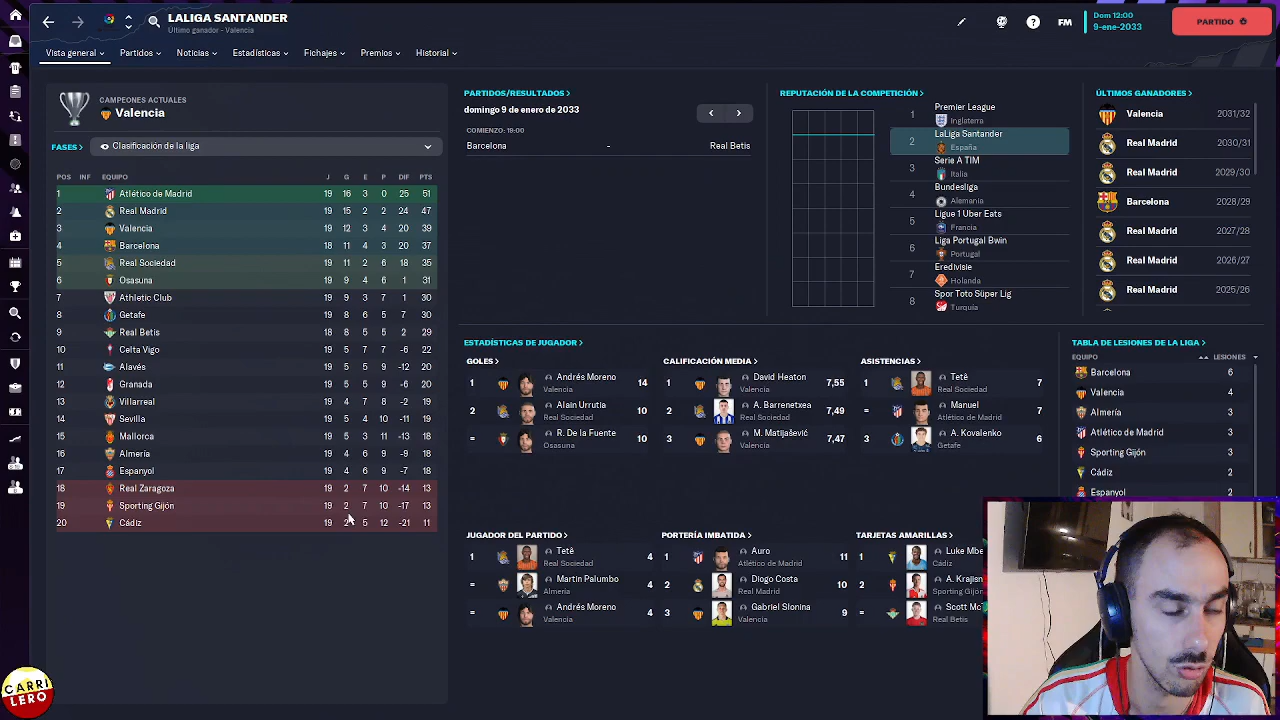 LALIGA SANTANDER
Último ganador - Valencia
FM
Dom 12:00
9-ene-2033
PARTIDO
Vista general
Partidos
Noticias
Estadísticas
Fichajes
Premios
Historial
CAMPEONES ACTUALES
Valencia
FASES
Clasificación de la liga
POS INF EQUIPO J G E P DIF PTS
1 Atlético de Madrid 19 16 3 0 25 51
2 Real Madrid 19 15 2 2 24 47
3 Valencia 19 12 3 4 20 39
4 Barcelona 18 11 4 3 20 37
5 Real Sociedad 19 11 2 6 18 35
6 Osasuna 19 9 4 6 1 31
7 Athletic Club 19 9 3 7 1 30
8 Getafe 19 8 6 5 7 30
9 Real Betis 18 8 5 5 2 29
10 Celta Vigo 19 5 7 7 -6 22
11 Alavés 19 5 5 9 -12 20
12 Granada 19 5 5 9 -6 20
13 Villarreal 19 4 7 8 -2 19
14 Sevilla 19 5 4 10 -11 19
15 Mallorca 19 5 3 11 -13 18
16 Almería 19 4 6 9 -9 18
17 Espanyol 19 4 6 9 -9 18
18 Real Zaragoza 19 2 7 10 -14 13
19 Sporting Gijón 19 2 10 13
20 Cádiz 19 5 12 -21 11
PARTIDOS/RESULTADOS
domingo 9 de enero de 2033
COMIENZO: 19:00
Barcelona - Real Betis
REPUTACIÓN DE LA COMPETICIÓN
1 Premier League
Inglaterra
2 LaLiga Santander
España
3 Serie A TIM
Italia
4 Bundesliga
Alemania
5 Ligue 1 Uber Eats
Francia
6 Liga Portugal Bwin
Portugal
7 Eredivisie
Holanda
8 Spor Toto Süper Lig
Turquía
ÚLTIMOS GANADORES
Valencia 2031/32
Real Madrid 2030/31
Real Madrid 2029/30
Barcelona 2028/29
Real Madrid 2027/28
Real Madrid 2026/27
Real Madrid 2025/26
ESTADÍSTICAS DE JUGADOR
GOLES
1 Andrés Moreno 14
Valencia
2 Alain Urrutia 10
Real Sociedad
= R. De la Fuente 10
Osasuna
CALIFICACIÓN MEDIA
1 David Heaton 7,55
Valencia
2 A. Barrenetxea 7,49
Real Sociedad
3 M. Matijašević 7,47
Valencia
ASISTENCIAS
1 Tetê 7
Real Sociedad
= Manuel 7
Atlético de Madrid
3 A. Kovalenko 6
Getafe
TABLA DE LESIONES DE LA LIGA
EQUIPO LESIONES
Barcelona 6
Valencia 4
Almería 3
Atlético de Madrid 3
Sporting Gijón 3
Cádiz 2
Espanyol 2
JUGADOR DEL PARTIDO
1 Tetê 4
Real Sociedad
= Martín Palumbo 4
Almería
= Andrés Moreno 4
Valencia
PORTERÍA IMBATIDA
1 Auro 11
Atlético de Madrid
2 Diogo Costa 10
Real Madrid
3 Gabriel Slonina 9
Valencia
TARJETAS AMARILLAS
1 Luke Mbe
Cádiz
2 A. Krajisn
Sporting Gijó
= Scott Mc
Real Betis
CARRI
LERO